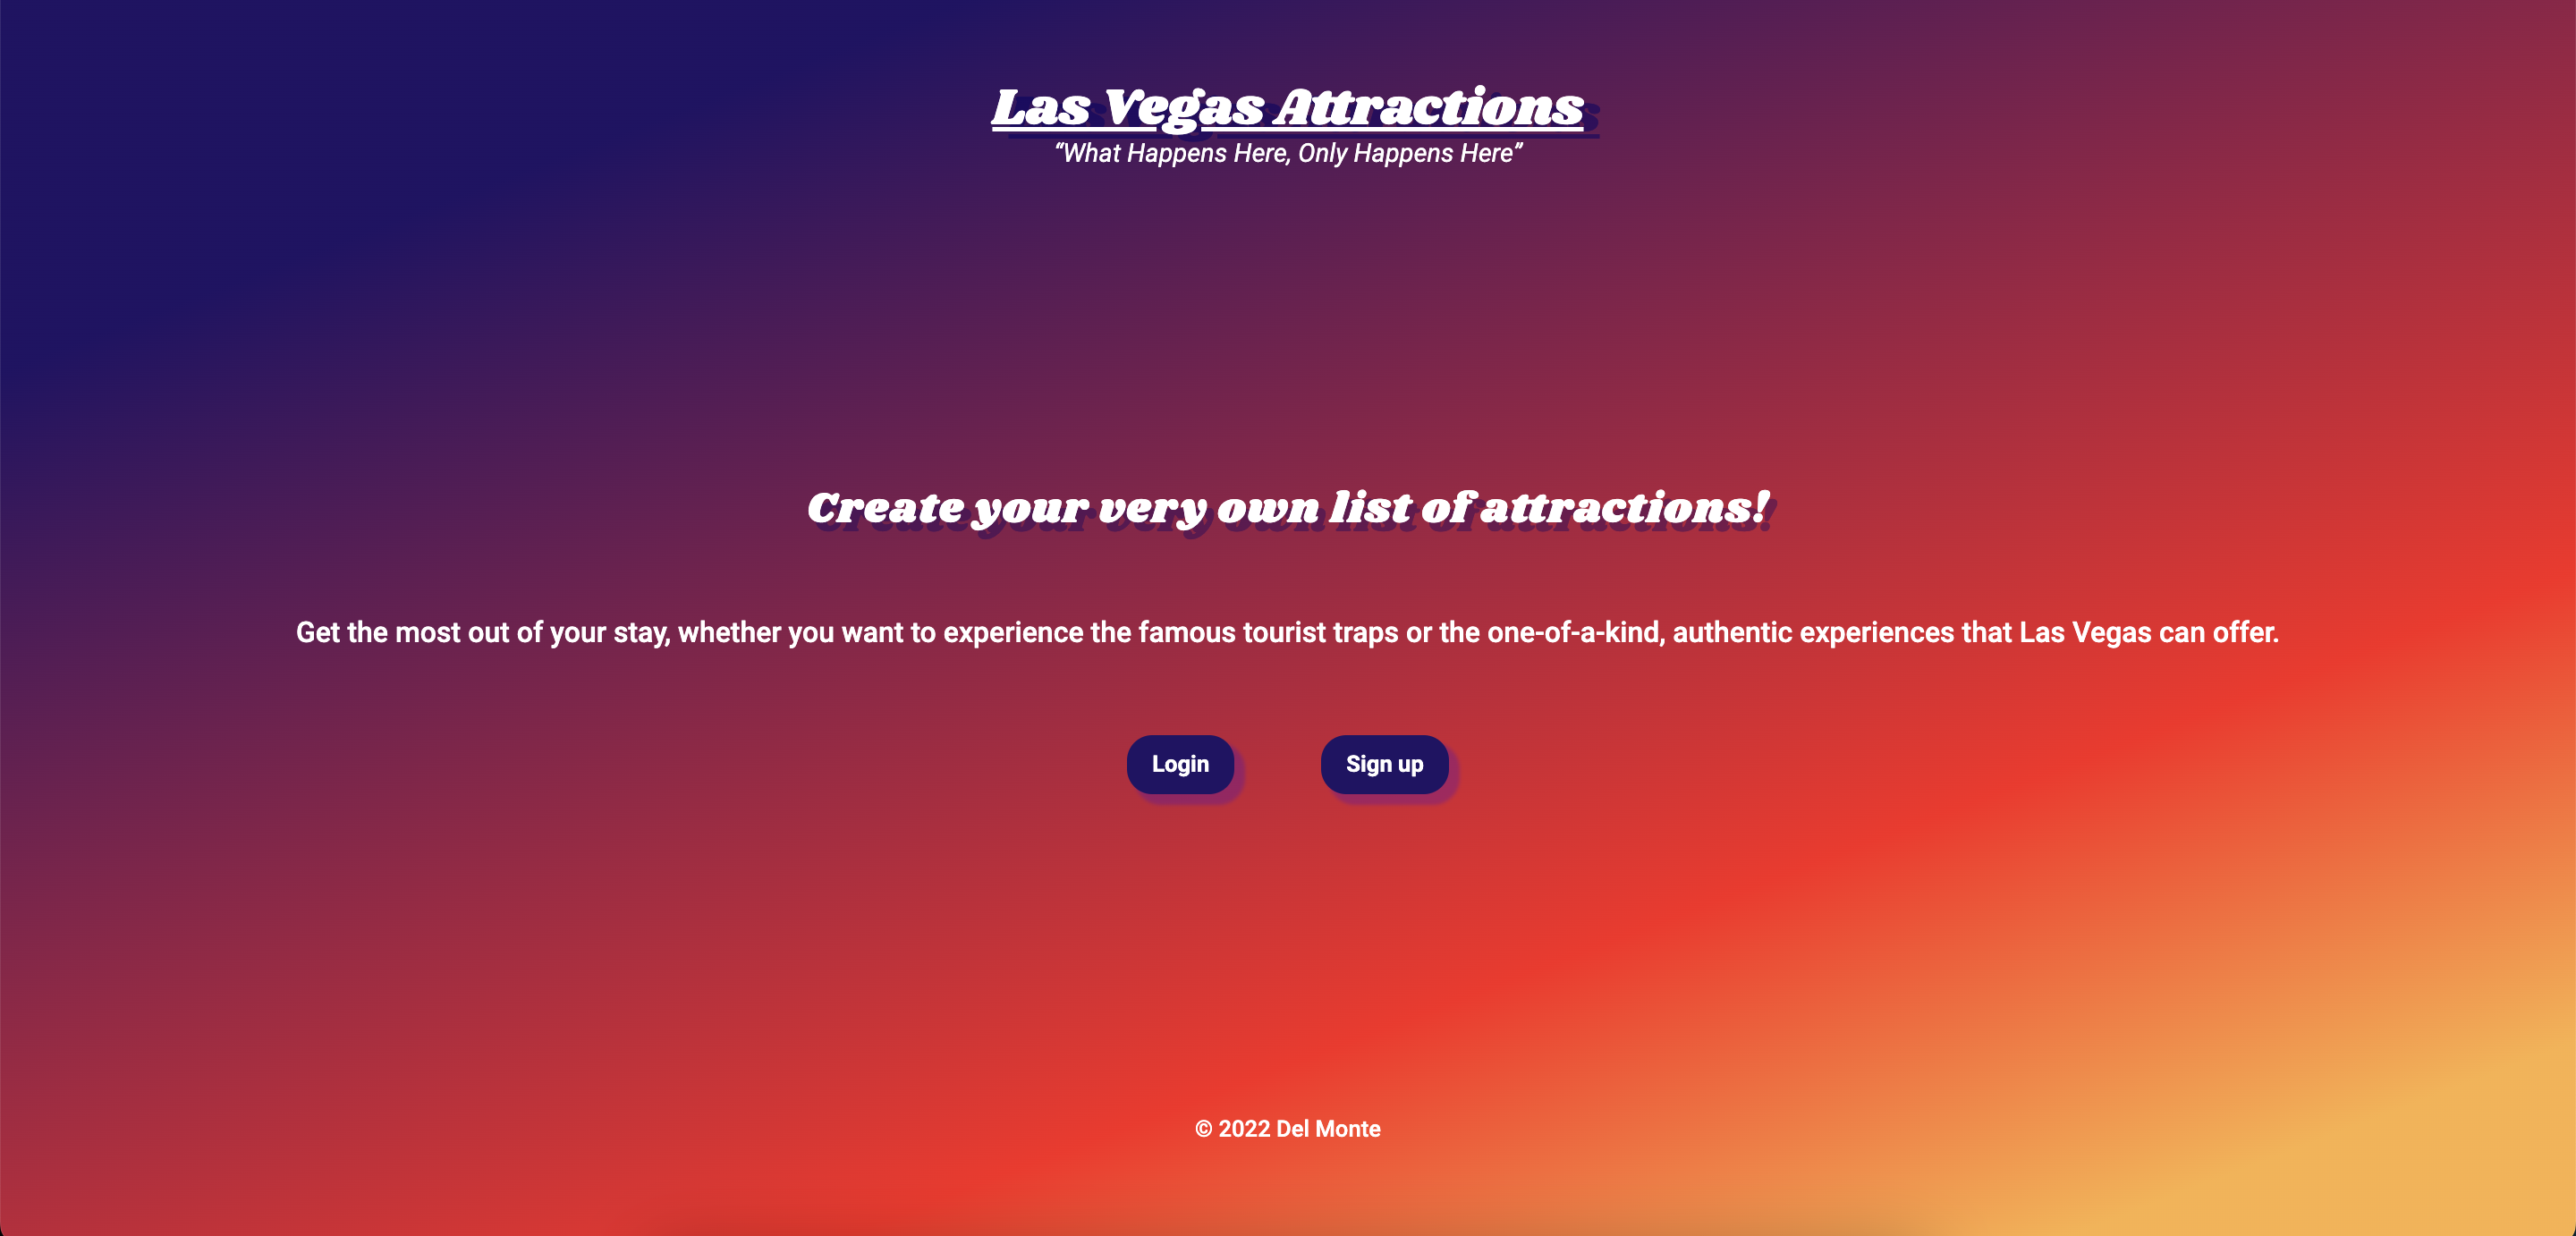 Las Vegas Attractions
“What Happens Here, Only Happens Here”
Create your very own list of attractions!
Get the most out of your stay, whether you want to experience the famous tourist traps or the one-of-a-kind, authentic experiences that Las Vegas can offer.
Login Sign up
© 2022 Del Monte